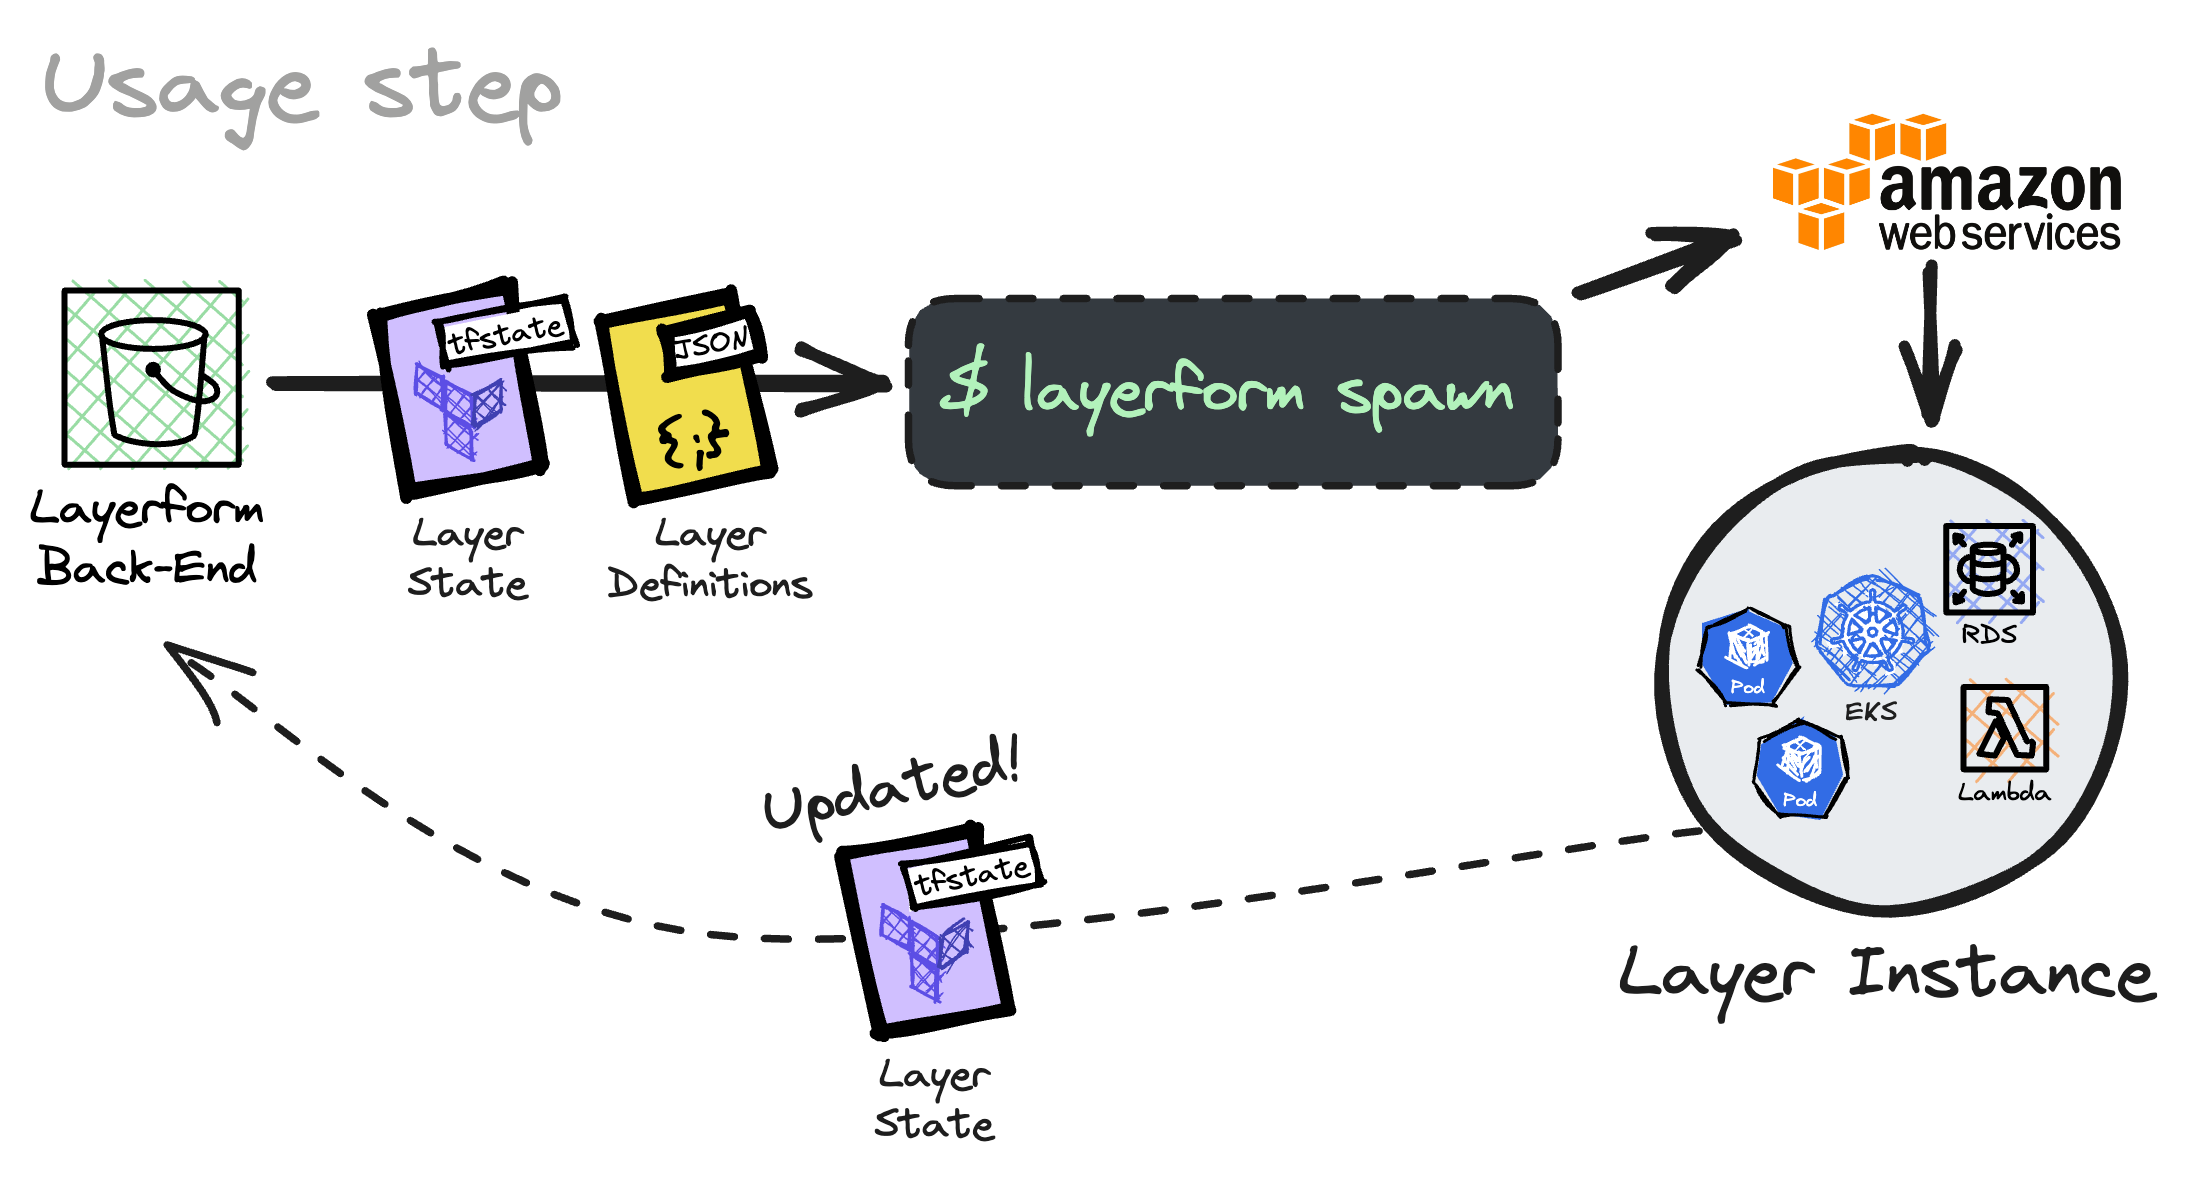 Usage step
amazon
web services
tfstate
JSON
{;}
$ layerform spawn
Layerform
Back-End
Layer
State
Layer
Definitions
RDS
Pod
EKS
Pod
Lambda
Updated!
tfstate
Layer Instance
Layer
State